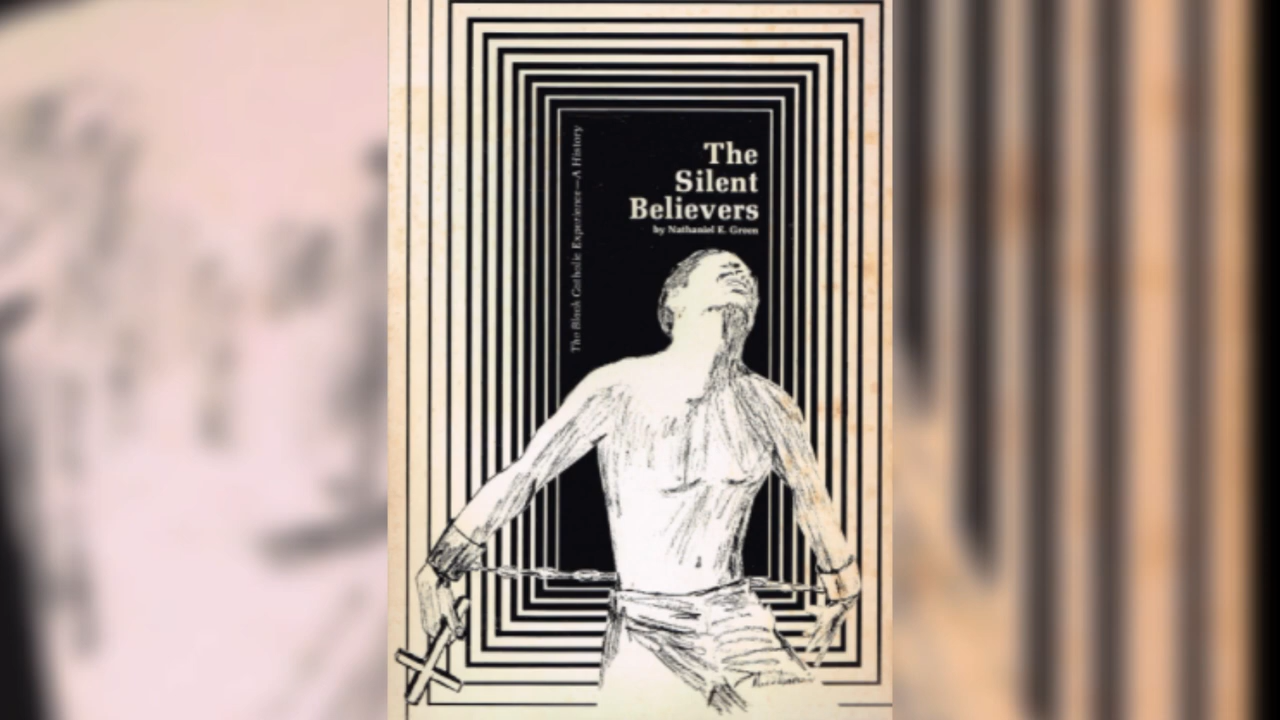 The
Silent
Believers
by Nathaniel E. Green
The Black Catholic Experience—A History